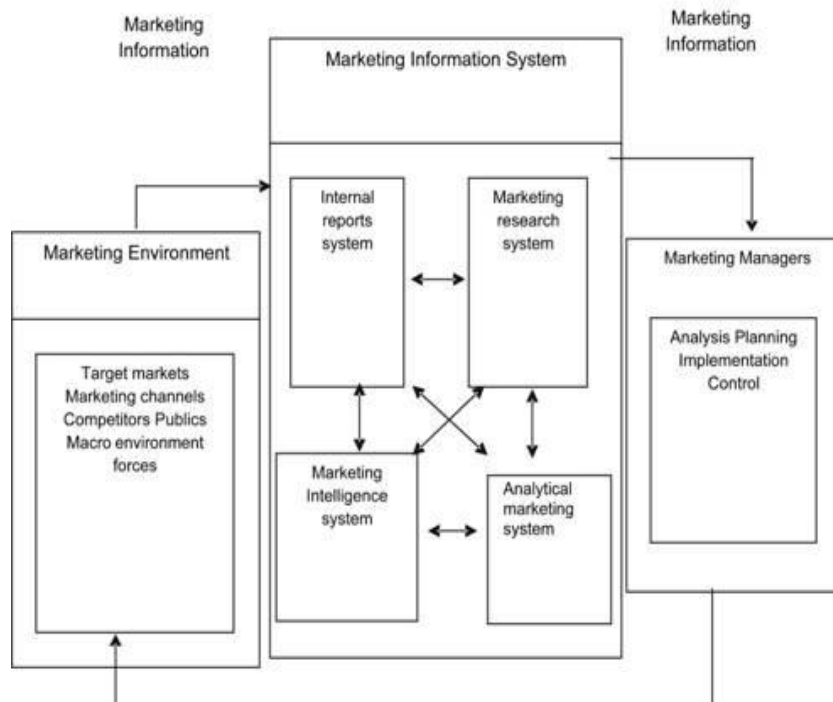 Marketing
Information
Marketing
Information
Marketing Information System
Internal
reports
system
Marketing
research
system
Marketing Environment
Marketing Managers
Target markets
Marketing channels
Competitors Publics
Macro environment
forces
Analysis Planning
Implementation
Control
Marketing
Intelligence
system
Analytical
marketing
system